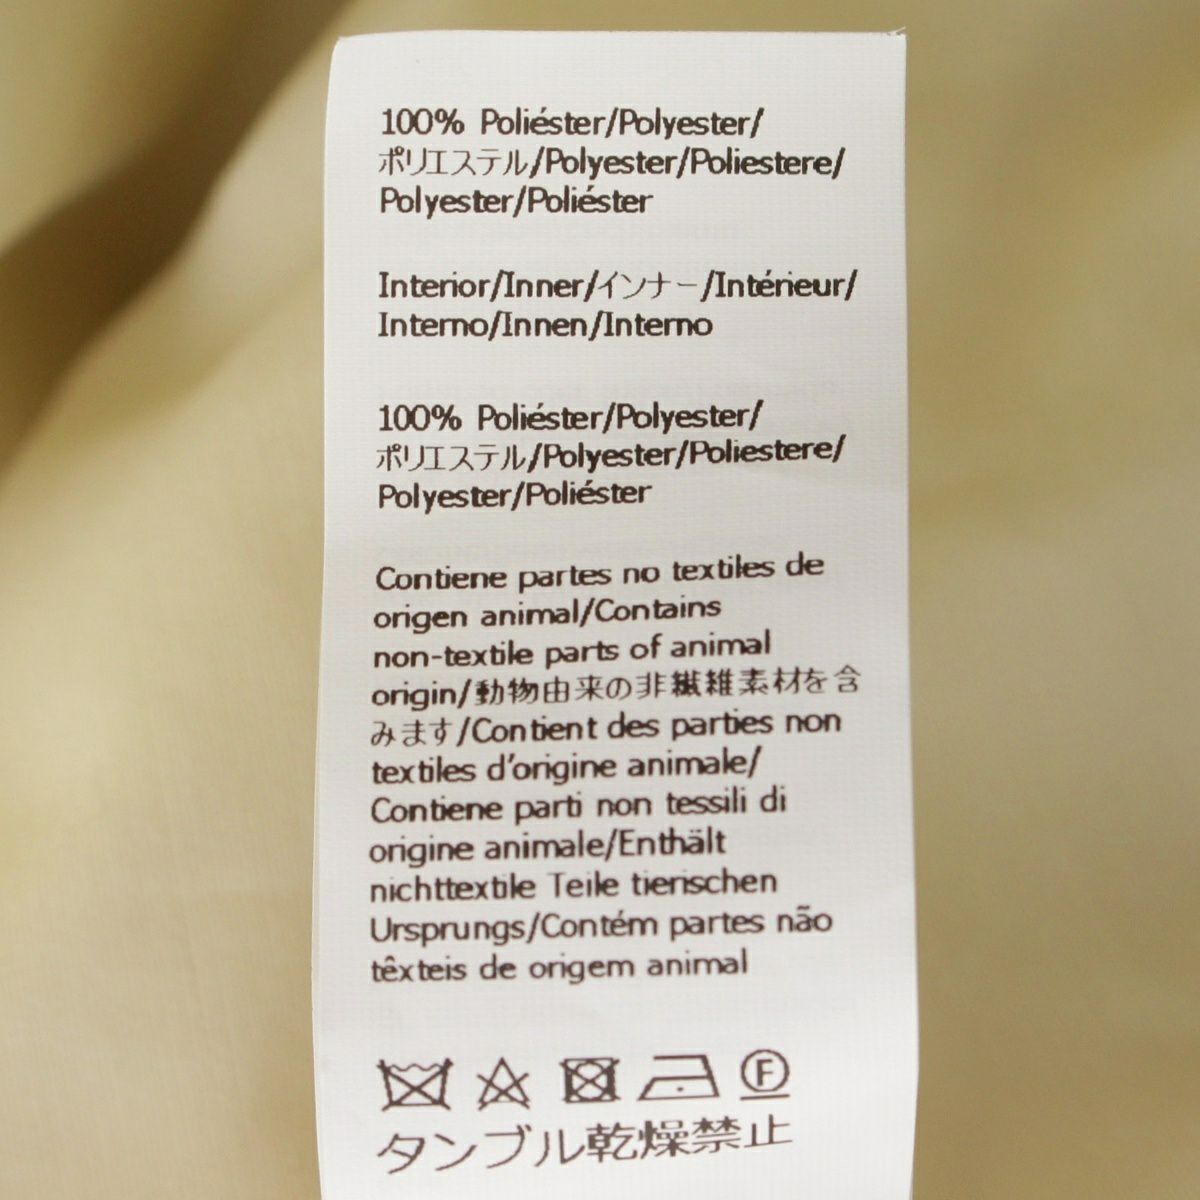 100% Poliéster/Polyester/
ポリエステル/Polyester/Poliestere/
Polyester/Poliéster
Interior/Inner/インナー/Intérieur/
Interno/Innen/Interno
100% Poliéster/Polyester/
ポリエステル/Polyester/Poliestere/
Polyester/Poliéster
Contiene partes no textiles de
origen animal/Contains
non-textile parts of animal
origin/動物由来の非繊維素材を含
みます/Contient des parties non
textiles d'origine animale/
Contiene parti non tessili di
origine animale/Enthält
nichttextile Teile tierischen
Ursprungs/Contém partes não
têxteis de origem animal
F
タンブル乾燥禁止